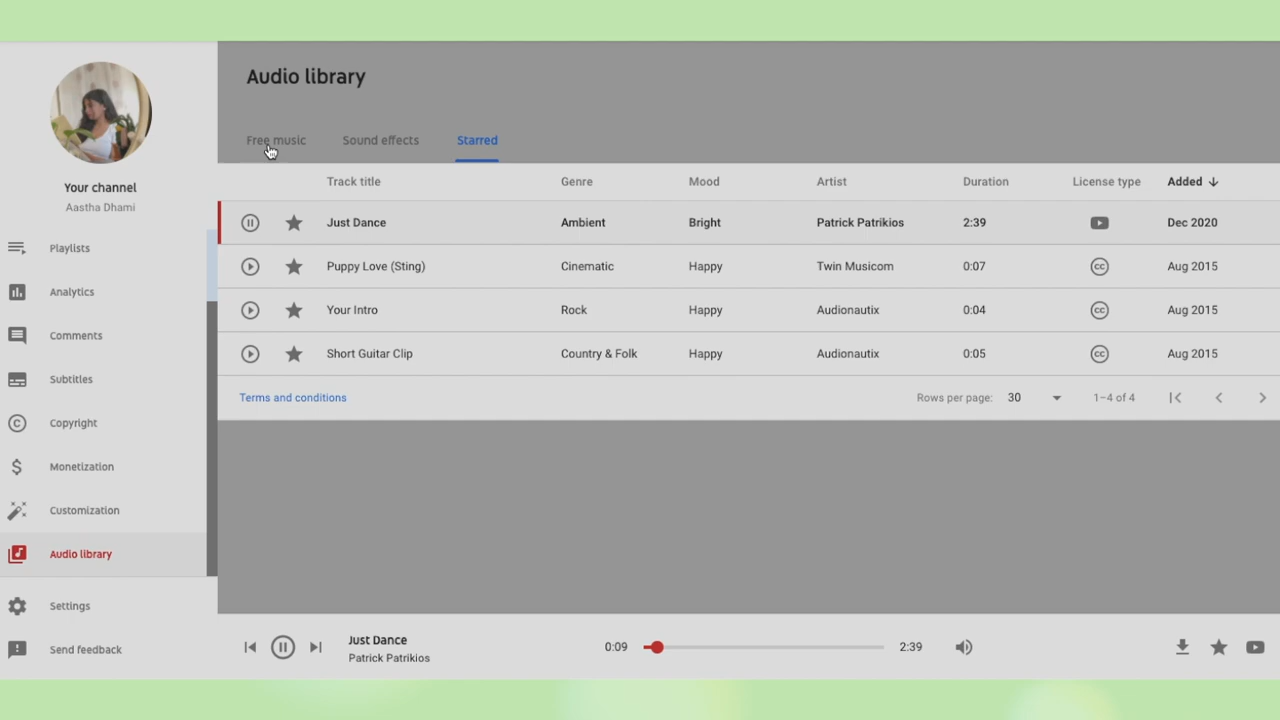 Audio library
Free music Sound effects Starred
Your channel
Aastha Dhami
Playlists
Analytics
Comments
Subtitles
Copyright
Monetization
Customization
Audio library
Settings
Send feedback
Track title Genre Mood Artist Duration License type Added
Just Dance Ambient Bright Patrick Patrikios 2:39 Dec 2020
Puppy Love (Sting) Cinematic Happy Twin Musicom 0:07 cc Aug 2015
Your Intro Rock Happy Audionautix 0:04 cc Aug 2015
Short Guitar Clip Country & Folk Happy Audionautix 0:05 cc Aug 2015
Terms and conditions Rows per page: 30 1–4 of 4
Just Dance
Patrick Patrikios
0:09 2:39